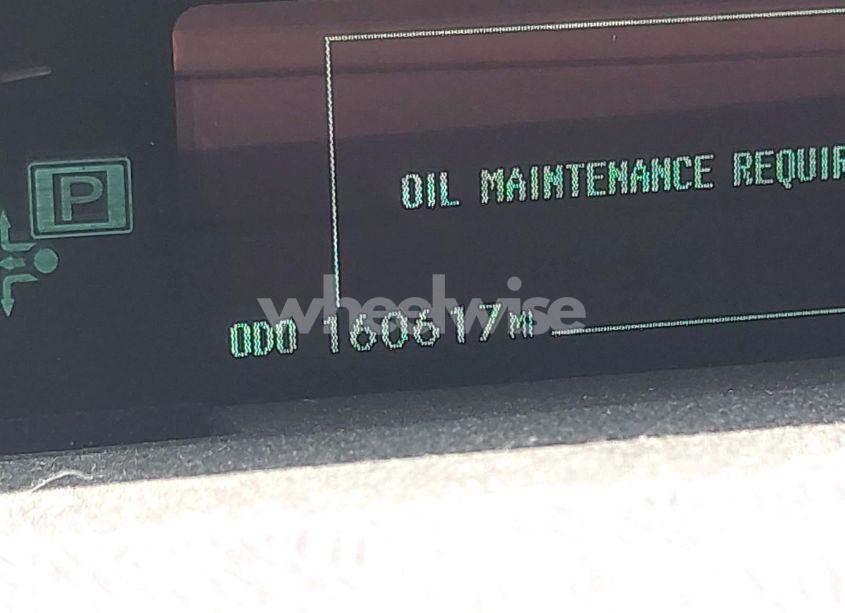 OIL MAINTENANCE REQUIR
P
wheelwise
ODO 160617MI